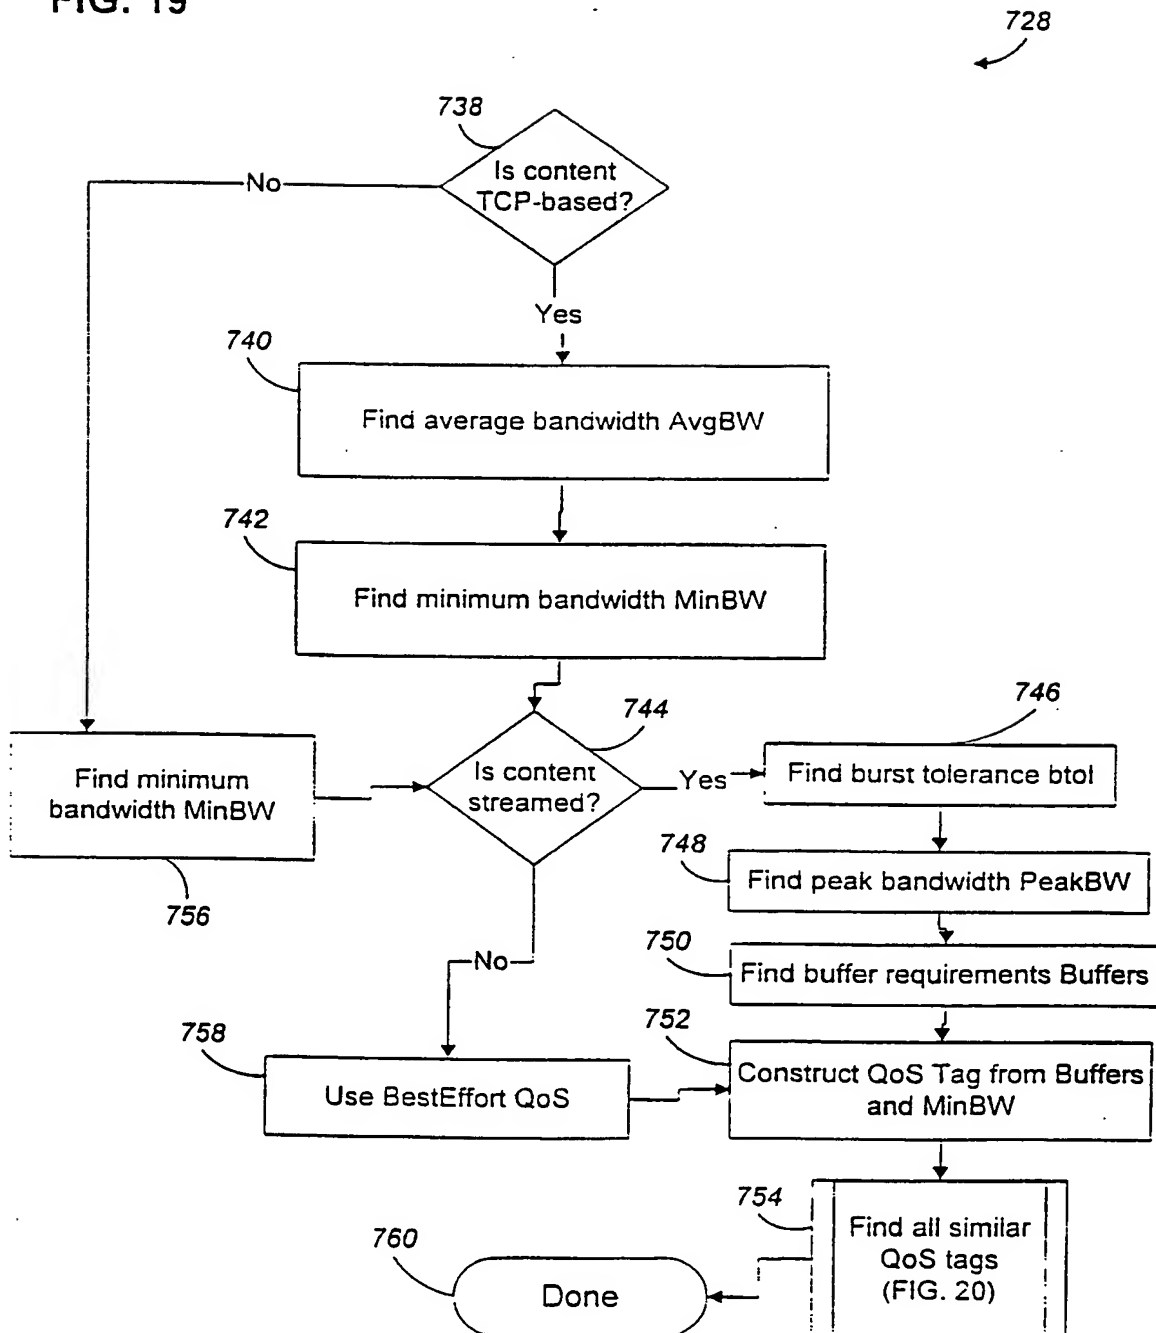 FIG. 19
728
738
Is content
TCP-based?
No
Yes
740
Find average bandwidth AvgBW
742
Find minimum bandwidth MinBW
744
Is content
streamed?
Yes
746
Find burst tolerance btol
Find minimum
bandwidth MinBW
756
748
Find peak bandwidth PeakBW
No
750
Find buffer requirements Buffers
758
Use BestEffort QoS
752
Construct QoS Tag from Buffers
and MinBW
754
Find all similar
QoS tags
(FIG. 20)
760
Done